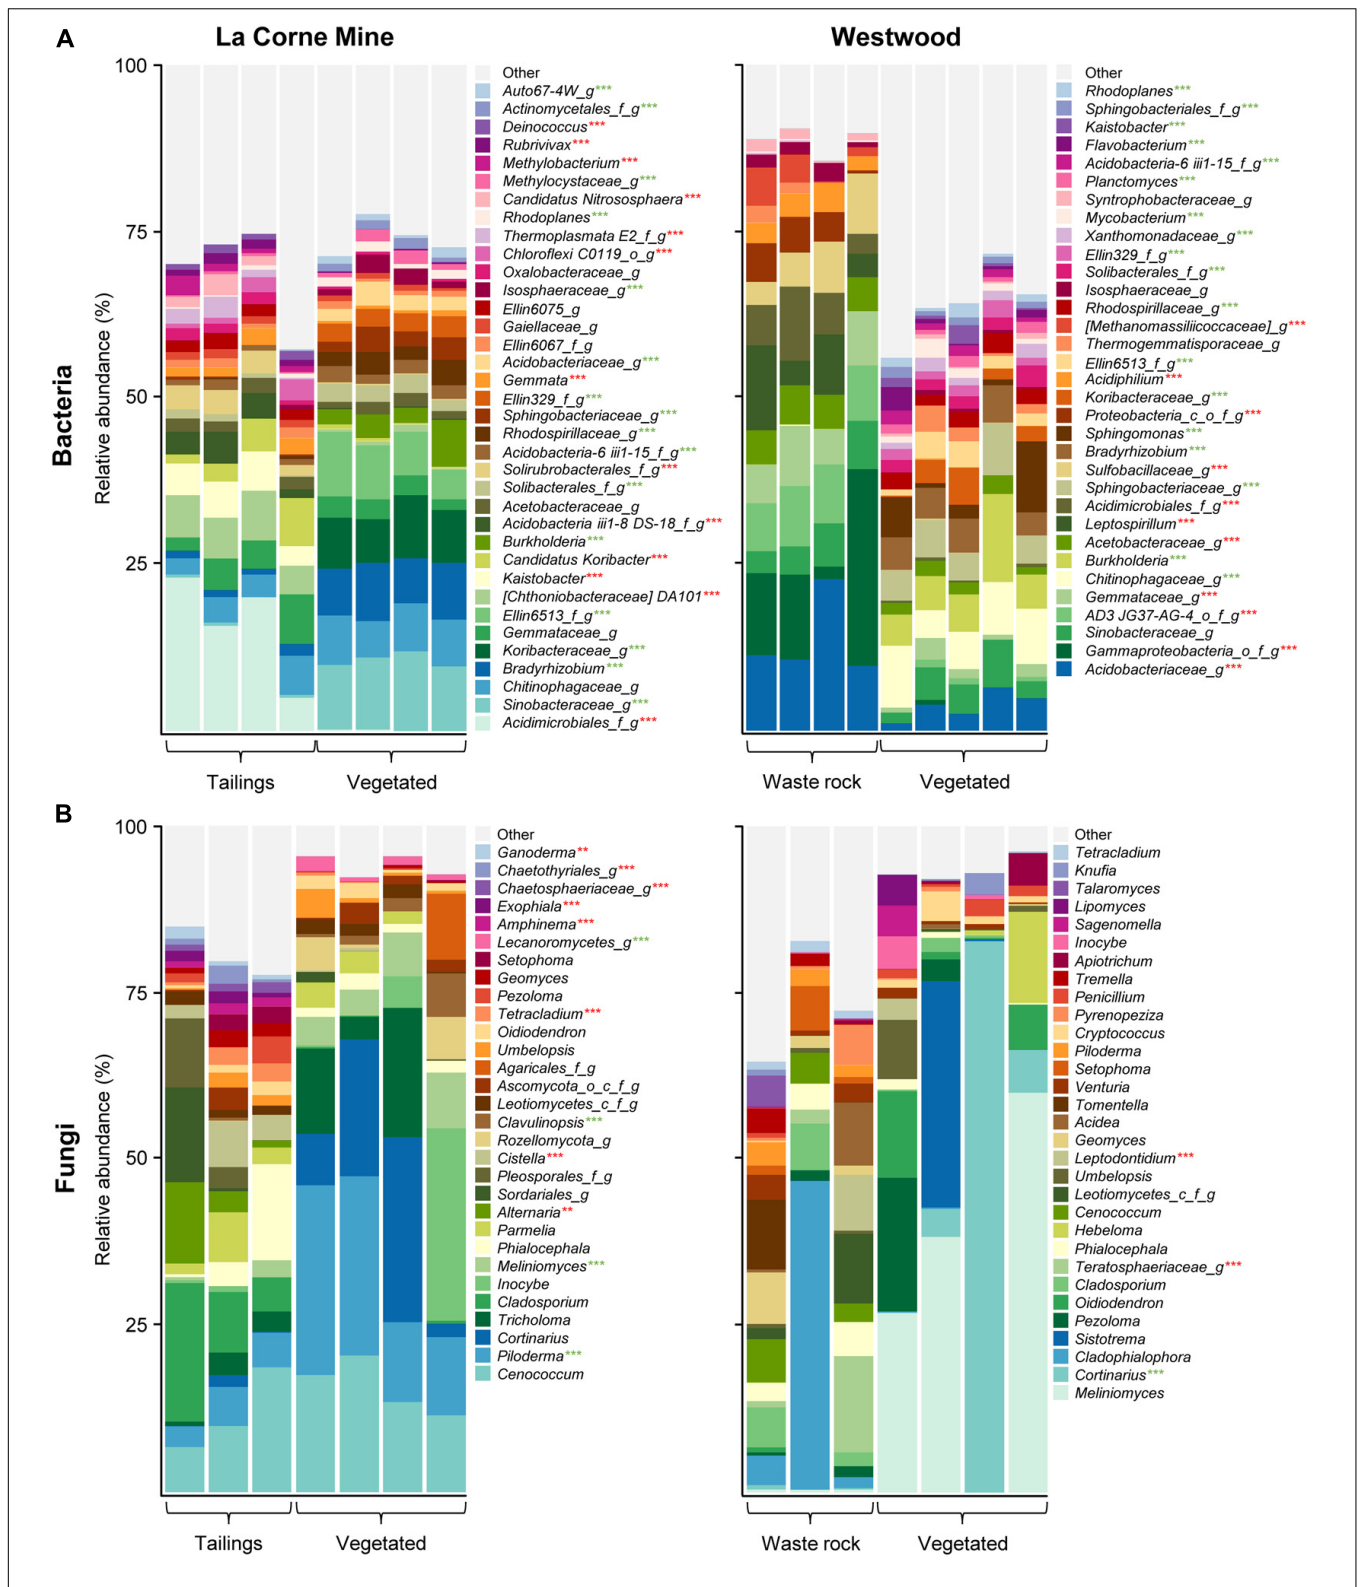 A
La Corne Mine
Westwood
Bacteria
Relative abundance (%)
100
75
50
25
Other
Auto67-4W_g***
Actinomycetales_f_g***
Deinococcus***
Rubrivivax***
Methylobacterium***
Methylocystaceae_g***
Candidatus Nitrososphaera***
Rhodoplanes***
Thermoplasmata E2_f_g***
Chloroflexi C0119_o_g***
Oxalobacteraceae_g
Isosphaeraceae_g***
Ellin6075_g
Gaiellaceae_g
Ellin6067_f_g
Acidobacteriaceae_g***
Gemmata***
Ellin329_f_g***
Sphingobacteriaceae_g***
Rhodospirillaceae_g***
Acidobacteria-6 iii1-15_f_g***
Solirubrobacterales_f_g***
Solibacterales_f_g***
Acetobacteraceae_g
Acidobacteria iii1-8 DS-18_f_g***
Burkholderia***
Candidatus Koribacter***
Kaistobacter***
[Chthoniobacteraceae] DA101***
Ellin6513_f_g***
Gemmataceae_g
Koribacteraceae_g***
Bradyrhizobium***
Chitinophagaceae_g
Sinobacteraceae_g***
Acidimicrobiales_f_g***
Tailings
Vegetated
Other
Rhodoplanes***
Sphingobacteriales_f_g***
Kaistobacter***
Flavobacterium***
Acidobacteria-6 iii1-15_f_g***
Planctomyces***
Syntrophobacteraceae_g
Mycobacterium***
Xanthomonadaceae_g***
Ellin329_f_g***
Solibacterales_f_g***
Isosphaeraceae_g
Rhodospirillaceae_g***
[Methanomassiliicoccaceae]_g***
Thermogemmatisporaceae_g
Ellin6513_f_g***
Acidiphilium***
Koribacteraceae_g***
Proteobacteria_c_o_f_g***
Sphingomonas***
Bradyrhizobium***
Sulfobacillaceae_g***
Sphingobacteriaceae_g***
Acidimicrobiales_f_g***
Leptospirillum***
Acetobacteraceae_g***
Burkholderia***
Chitinophagaceae_g***
Gemmataceae_g***
AD3 JG37-AG-4_o_f_g***
Sinobacteraceae_g
Gammaproteobacteria_o_f_g***
Acidobacteriaceae_g***
Waste rock
Vegetated
B
Fungi
Relative abundance (%)
100
75
50
25
Other
Ganoderma**
Chaetothyriales_g***
Chaetosphaeriaceae_g***
Exophiala***
Amphinema***
Lecanoromycetes_g***
Setophoma
Geomyces
Pezoloma
Tetracladium***
Oidiodendron
Umbelopsis
Agaricales_f_g
Ascomycota_o_c_f_g
Leotiomycetes_c_f_g
Clavulinopsis***
Rozellomycota_g
Cistella***
Pleosporales_f_g
Sordariales_g
Alternaria**
Parmelia
Phialocephala
Meliniomyces***
Inocybe
Cladosporium
Tricholoma
Cortinarius
Piloderma***
Cenococcum
Tailings
Vegetated
Other
Tetracladium
Knufia
Talaromyces
Lipomyces
Sagenomella
Inocybe
Apiotrichum
Tremella
Penicillium
Pyrenopeziza
Cryptococcus
Piloderma
Setophoma
Venturia
Tomentella
Acidea
Geomyces
Leptodontidium***
Umbelopsis
Leotiomycetes_c_f_g
Cenococcum
Hebeloma
Phialocephala
Teratosphaeriaceae_g***
Cladosporium
Oidiodendron
Pezoloma
Sistotrema
Cladophialophora
Cortinarius***
Meliniomyces
Waste rock
Vegetated